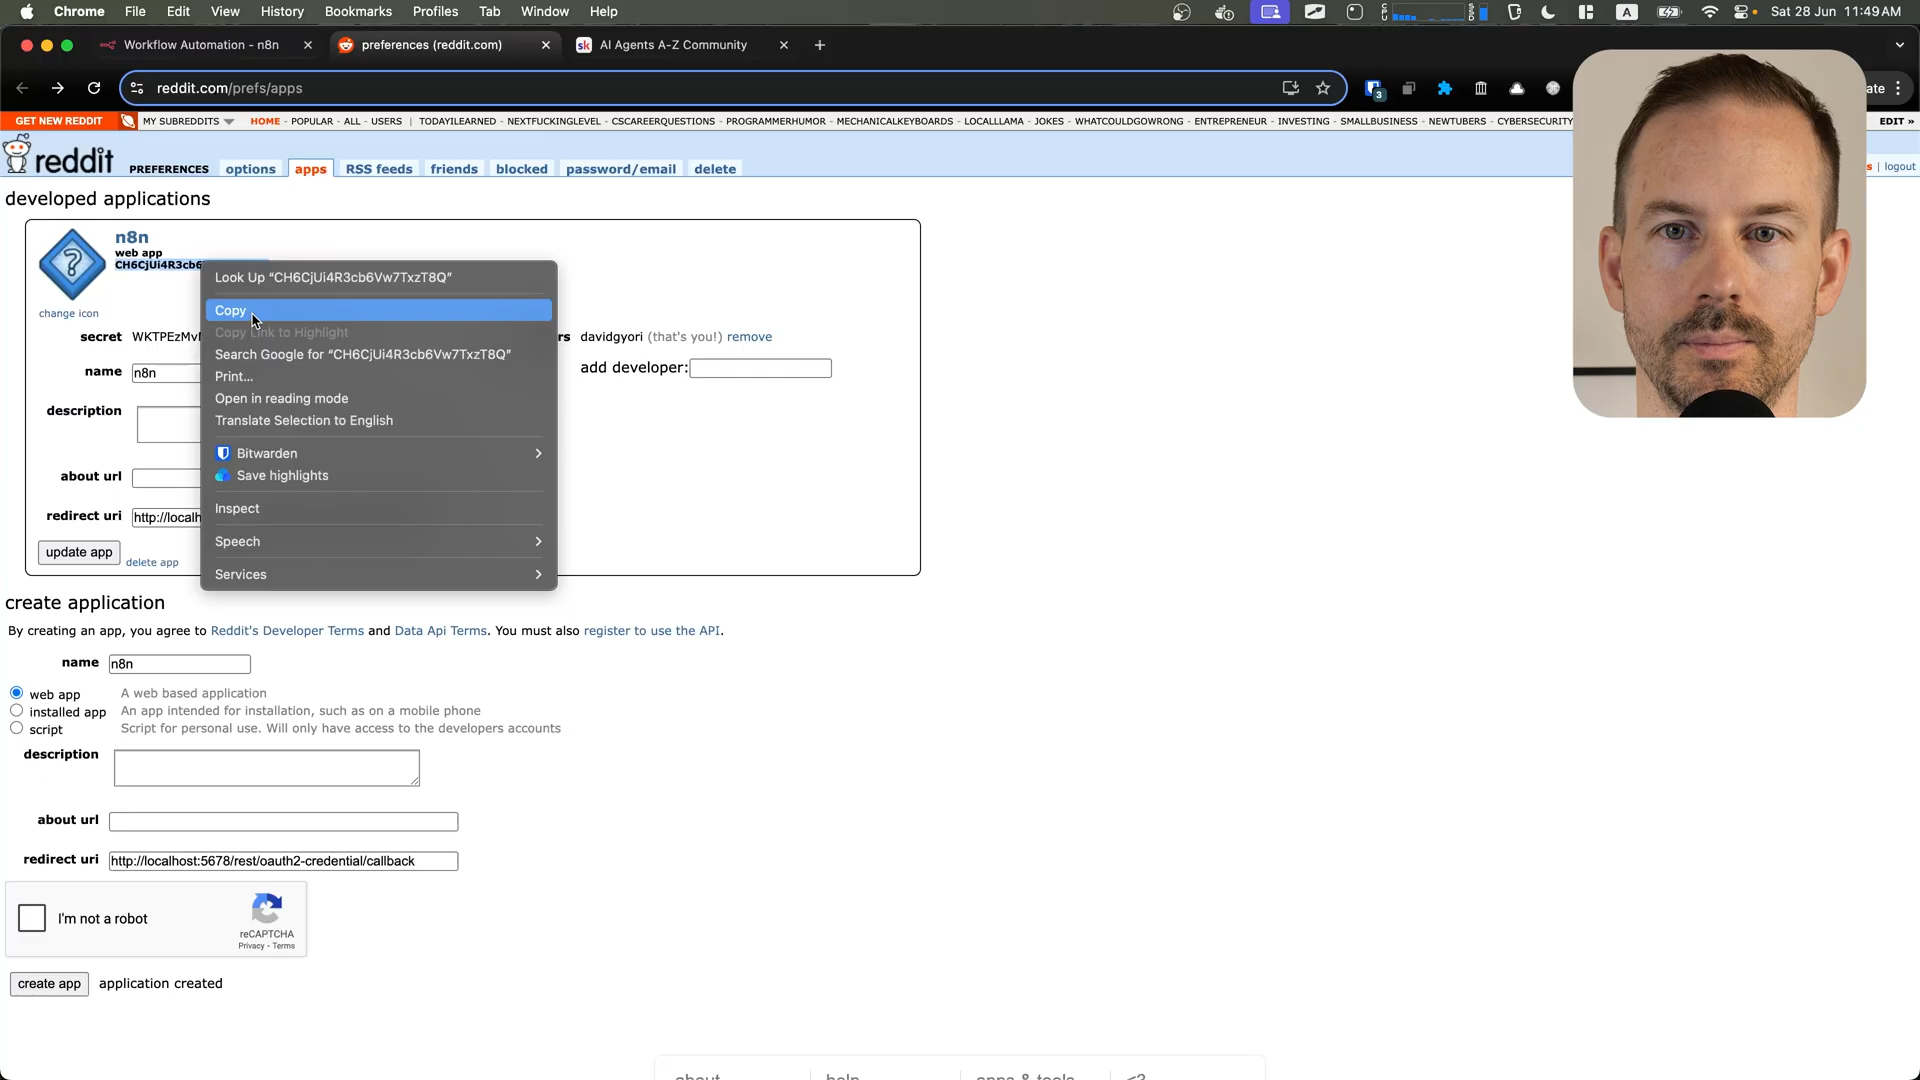 Chrome File Edit View History Bookmarks Profiles Tab Window Help
Sat 28 Jun 11:49 AM
Workflow Automation - n8n
preferences (reddit.com)
AI Agents A-Z Community
reddit.com/prefs/apps
GET NEW REDDIT MY SUBREDDITS HOME - POPULAR - ALL - USERS | TODAYILEARNED - NEXTFUCKINGLEVEL - CSCAREERQUESTIONS - PROGRAMMERHUMOR - MECHANICALKEYBOARDS - LOCALLLAMA - JOKES - WHATCOULDGOWRONG - ENTREPRENEUR - INVESTING - SMALLBUSINESS - NEWTUBERS - CYBERSECURITY EDIT »
reddit PREFERENCES options apps RSS feeds friends blocked password/email delete
| logout
developed applications
n8n
web app
CH6CjUi4R3cb6
change icon
secret WKTPEzMv
davidgyori (that's you!) remove
name n8n
add developer:
description
about url
redirect uri http://localh
update app delete app
Look Up “CH6CjUi4R3cb6Vw7TxzT8Q”
Copy
Copy Link to Highlight
Search Google for “CH6CjUi4R3cb6Vw7TxzT8Q”
Print...
Open in reading mode
Translate Selection to English
Bitwarden
Save highlights
Inspect
Speech
Services
create application
By creating an app, you agree to Reddit's Developer Terms and Data Api Terms. You must also register to use the API.
name n8n
web app A web based application
installed app An app intended for installation, such as on a mobile phone
script Script for personal use. Will only have access to the developers accounts
description
about url
redirect uri http://localhost:5678/rest/oauth2-credential/callback
I'm not a robot
reCAPTCHA
Privacy - Terms
create app application created
about help apps & tools <3